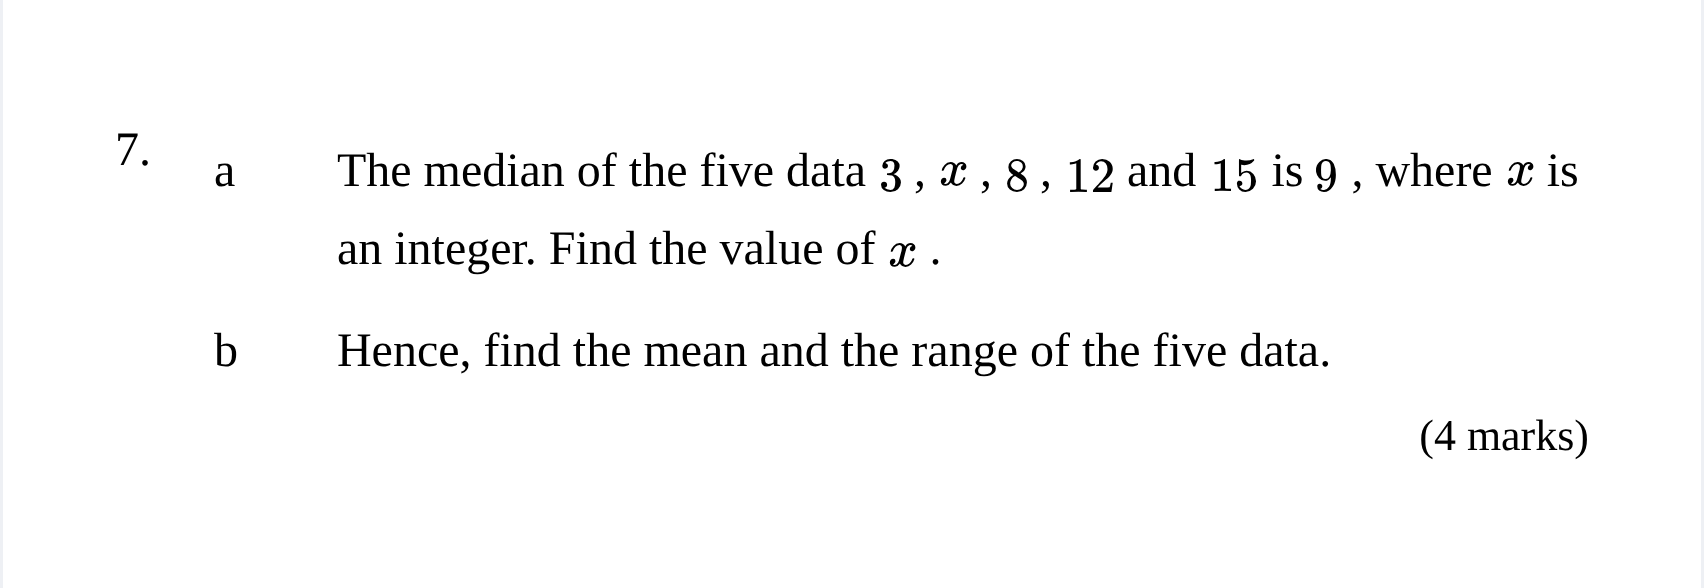 7. a The median of the five data 3 , x , 8 , 12 and 15 is 9 , where x is
an integer. Find the value of x .
b Hence, find the mean and the range of the five data.
(4 marks)